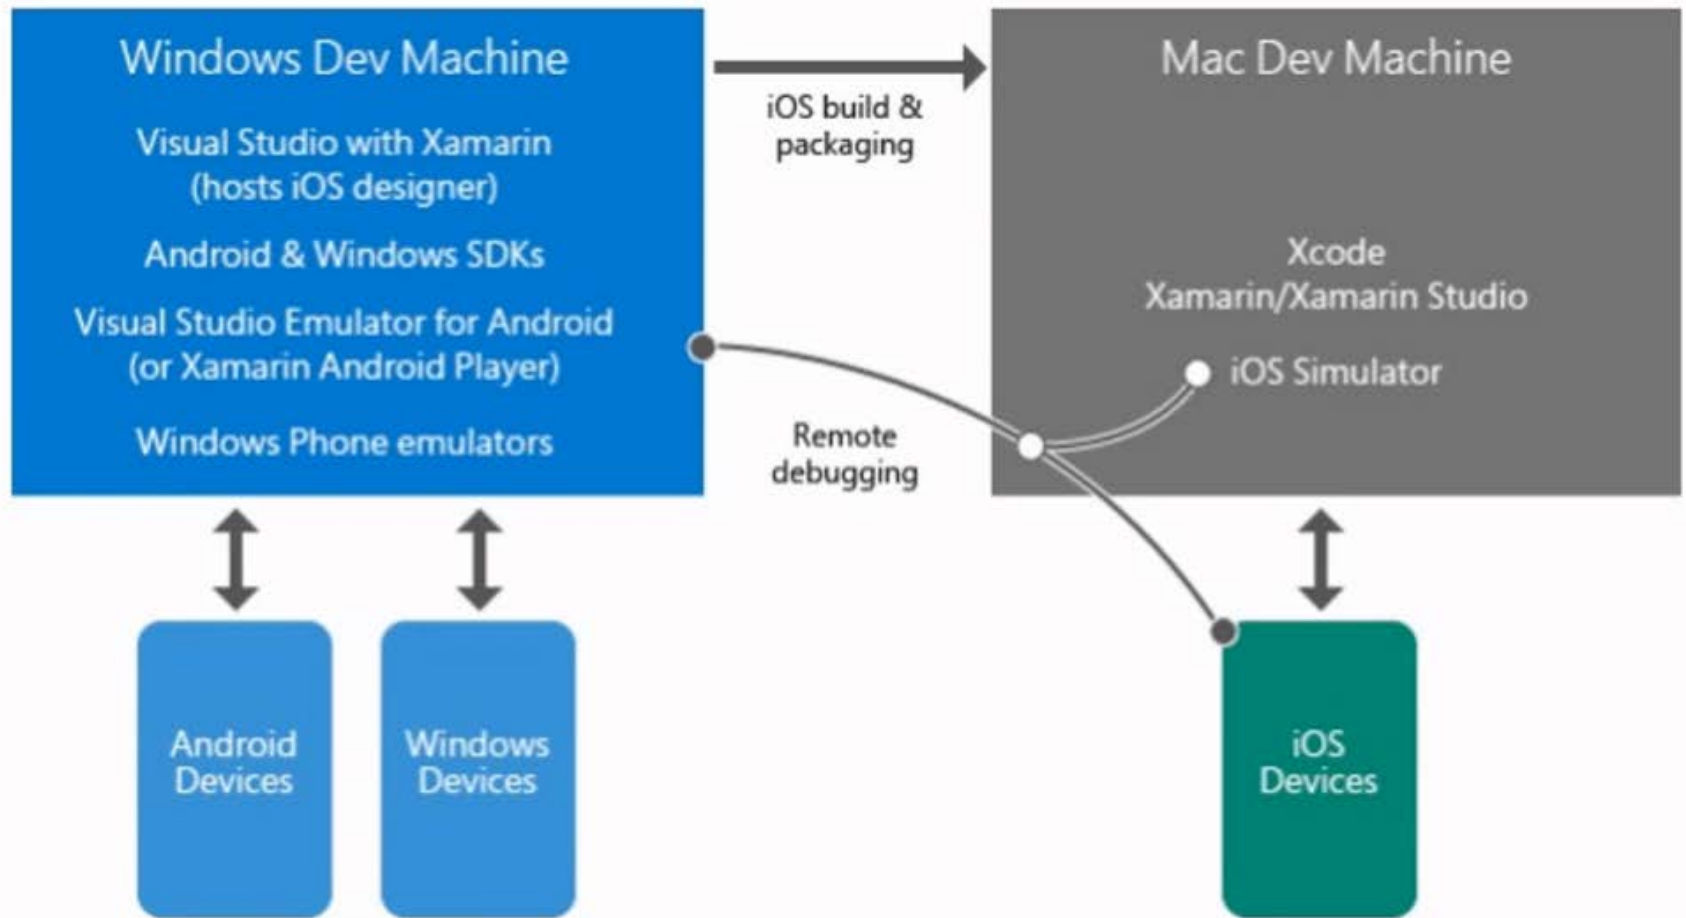 Windows Dev Machine
Visual Studio with Xamarin
(hosts iOS designer)
Android & Windows SDKs
Visual Studio Emulator for Android
(or Xamarin Android Player)
Windows Phone emulators
iOS build &
packaging
Remote
debugging
Mac Dev Machine
Xcode
Xamarin/Xamarin Studio
iOS Simulator
Android
Devices
Windows
Devices
iOS
Devices